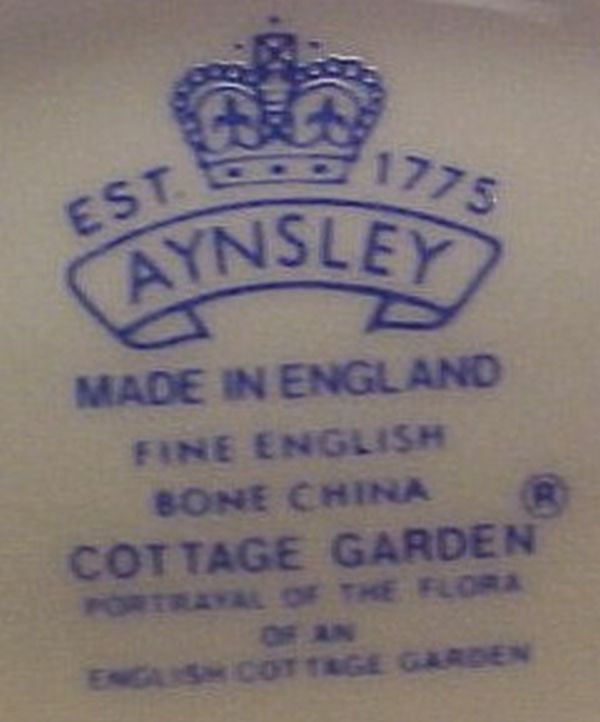 EST. 1775
AYNSLEY
MADE IN ENGLAND
FINE ENGLISH
BONE CHINA
COTTAGE GARDEN ®
PORTRAYAL OF THE FLORA
OF AN
ENGLISH COTTAGE GARDEN